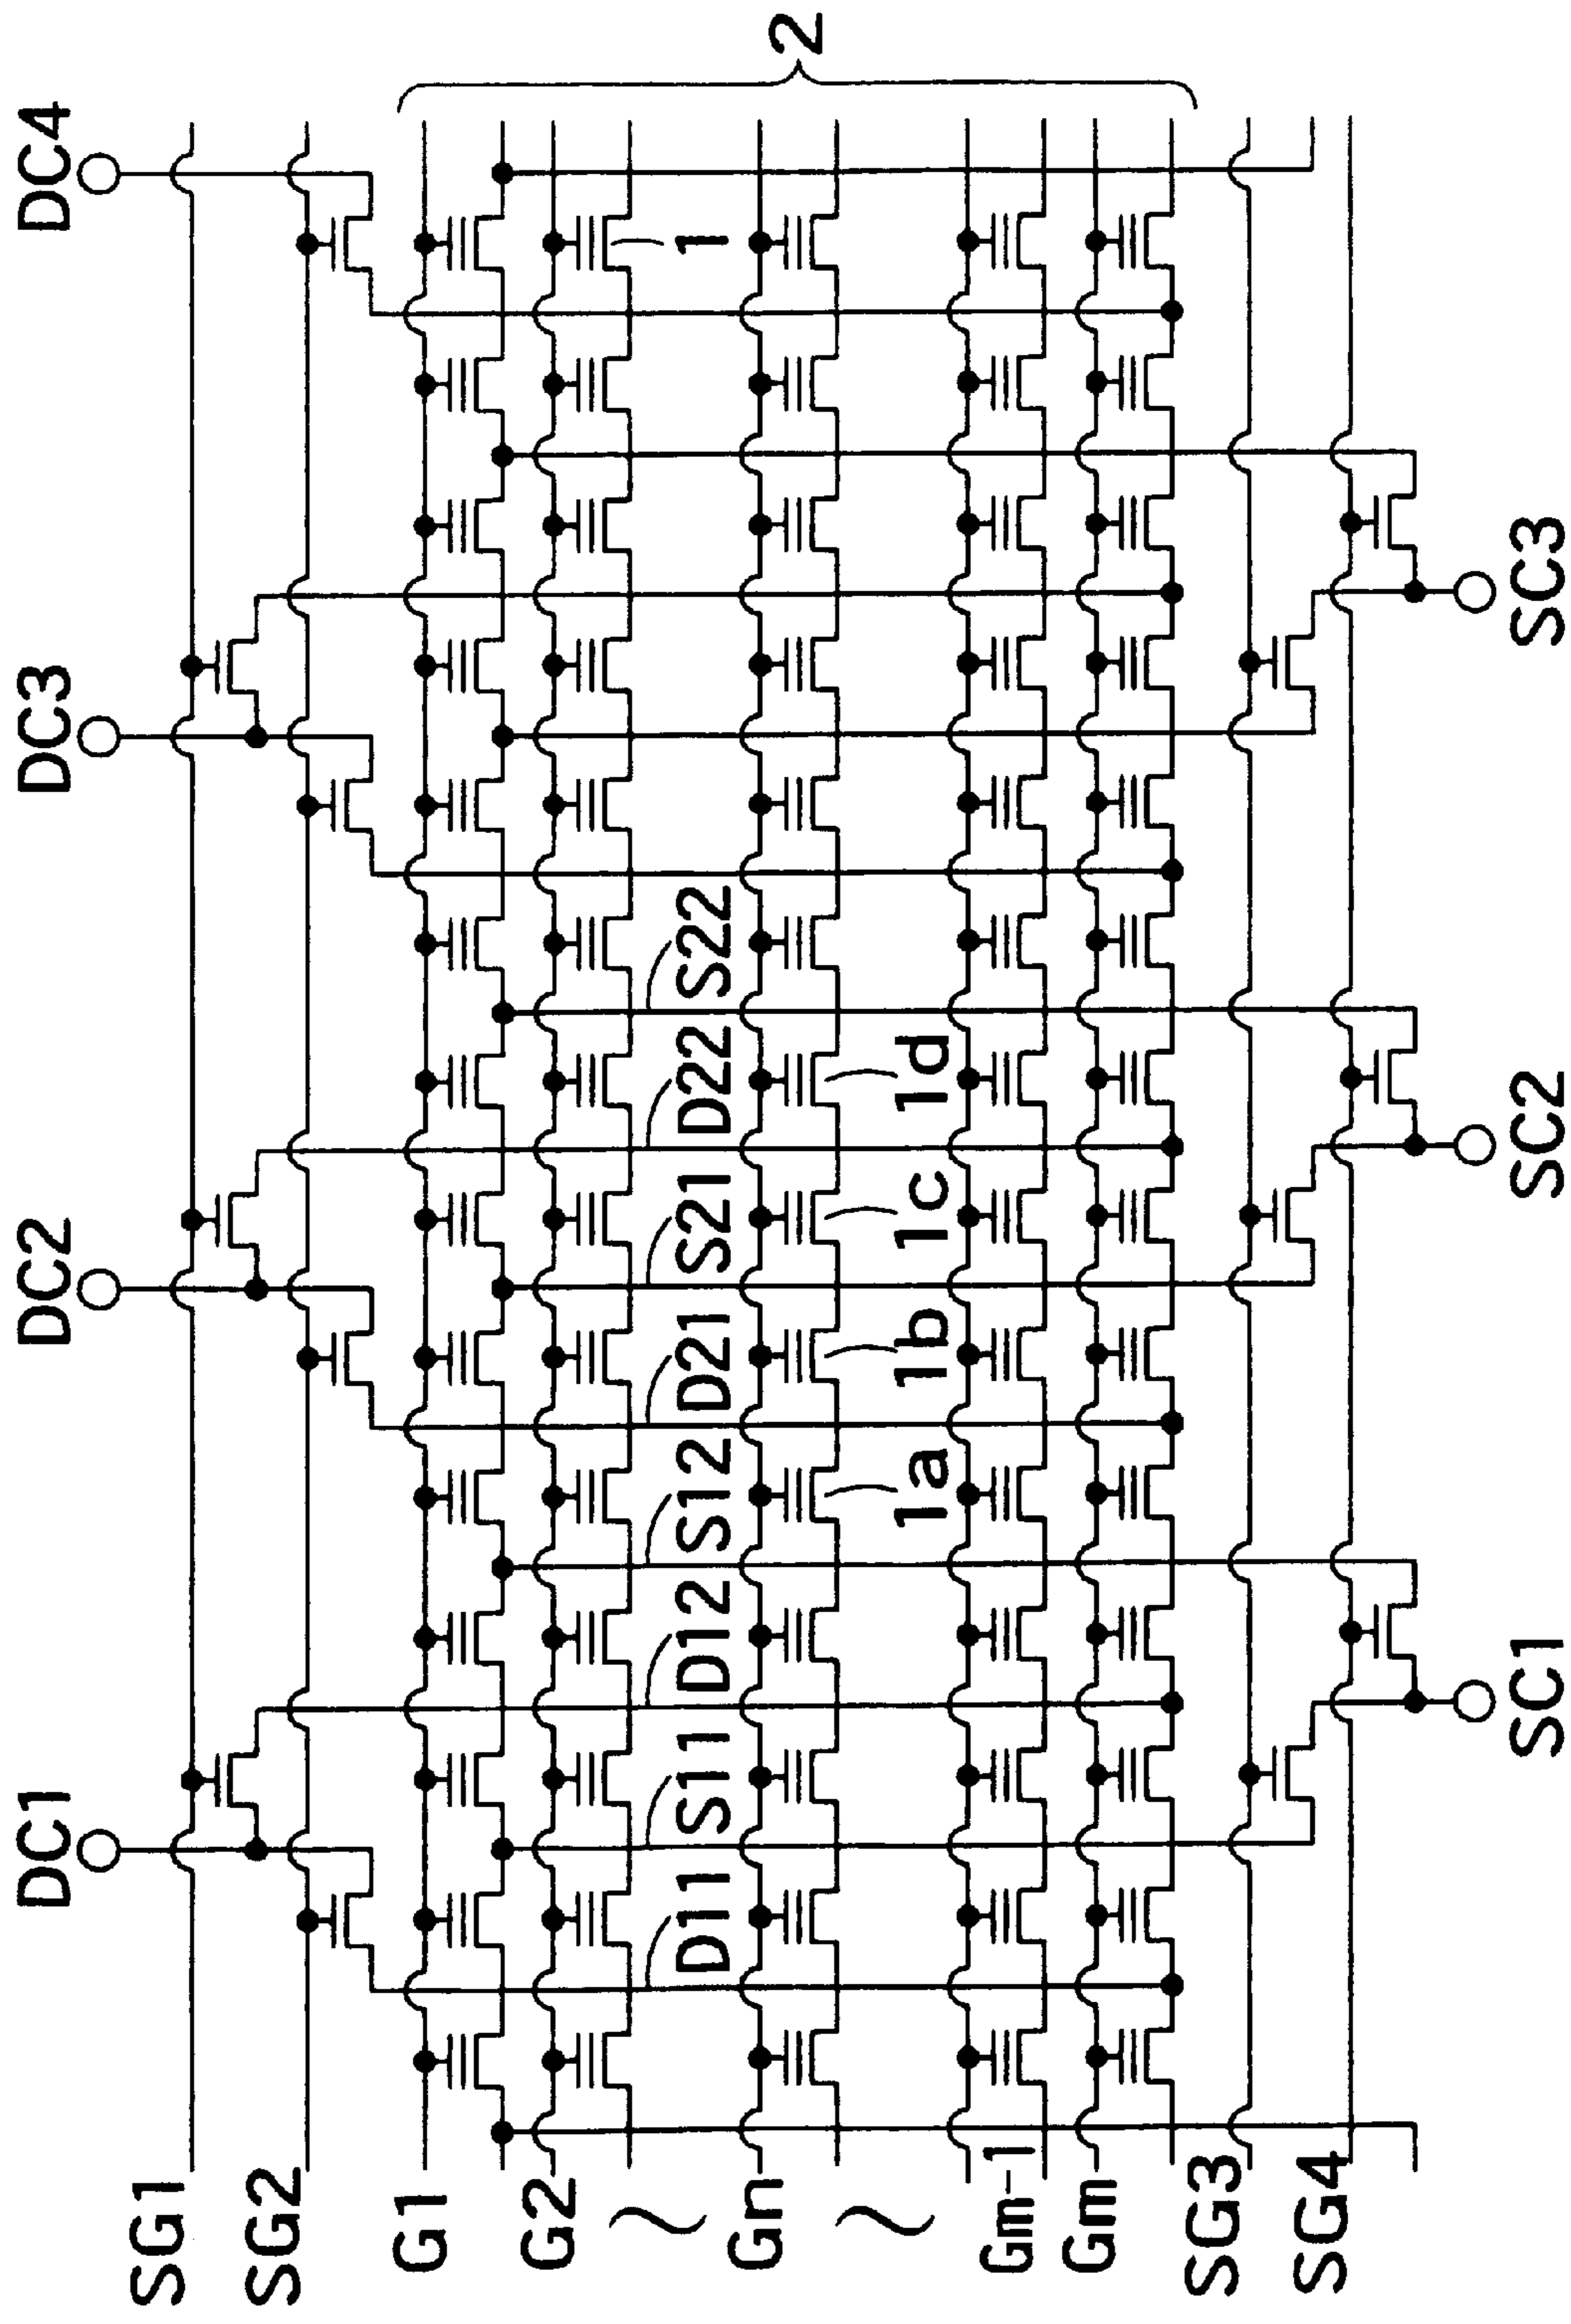 DC1
DC2
DC3
DC4
SG1
SG2
G1
G2
~
Gn
~
Gm-1
Gm
SG3
SG4
2
1
D11
S11
D12
S12
D21
S21
D22
S22
1a
1b
1c
1d
SC1
SC2
SC3